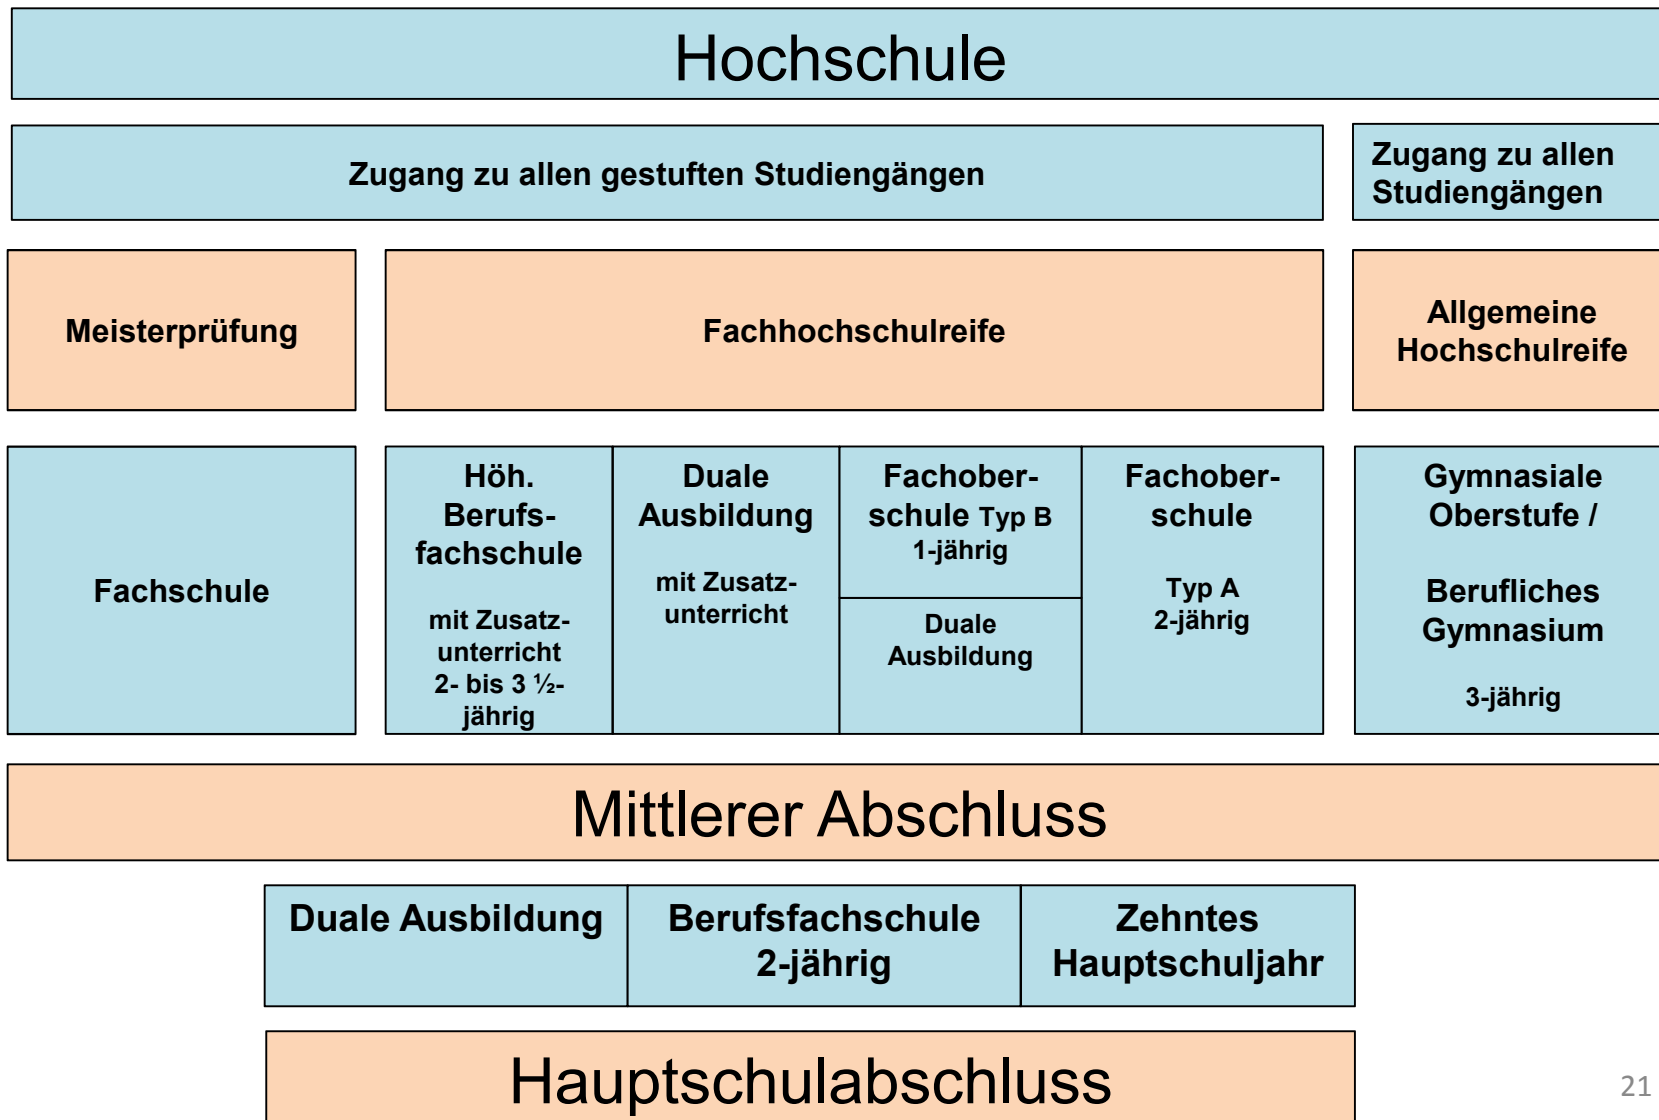 Hochschule
Zugang zu allen gestuften Studiengängen
Zugang zu allen
Studiengängen
Meisterprüfung
Fachhochschulreife
Allgemeine
Hochschulreife
Fachschule
Höh.
Berufs-
fachschule
mit Zusatz-
unterricht
2- bis 3 ½-
jährig
Duale
Ausbildung
mit Zusatz-
unterricht
Fachober-
schule Typ B
1-jährig
Duale
Ausbildung
Fachober-
schule
Typ A
2-jährig
Gymnasiale
Oberstufe /
Berufliches
Gymnasium
3-jährig
Mittlerer Abschluss
Duale Ausbildung
Berufsfachschule
2-jährig
Zehntes
Hauptschuljahr
Hauptschulabschluss
21